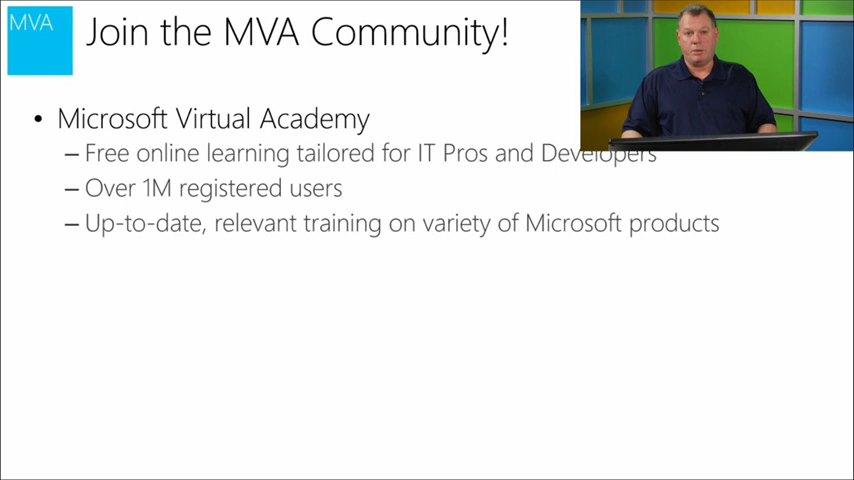 MVA
Join the MVA Community!
• Microsoft Virtual Academy
– Free online learning tailored for IT Pros and Developers
– Over 1M registered users
– Up-to-date, relevant training on variety of Microsoft products